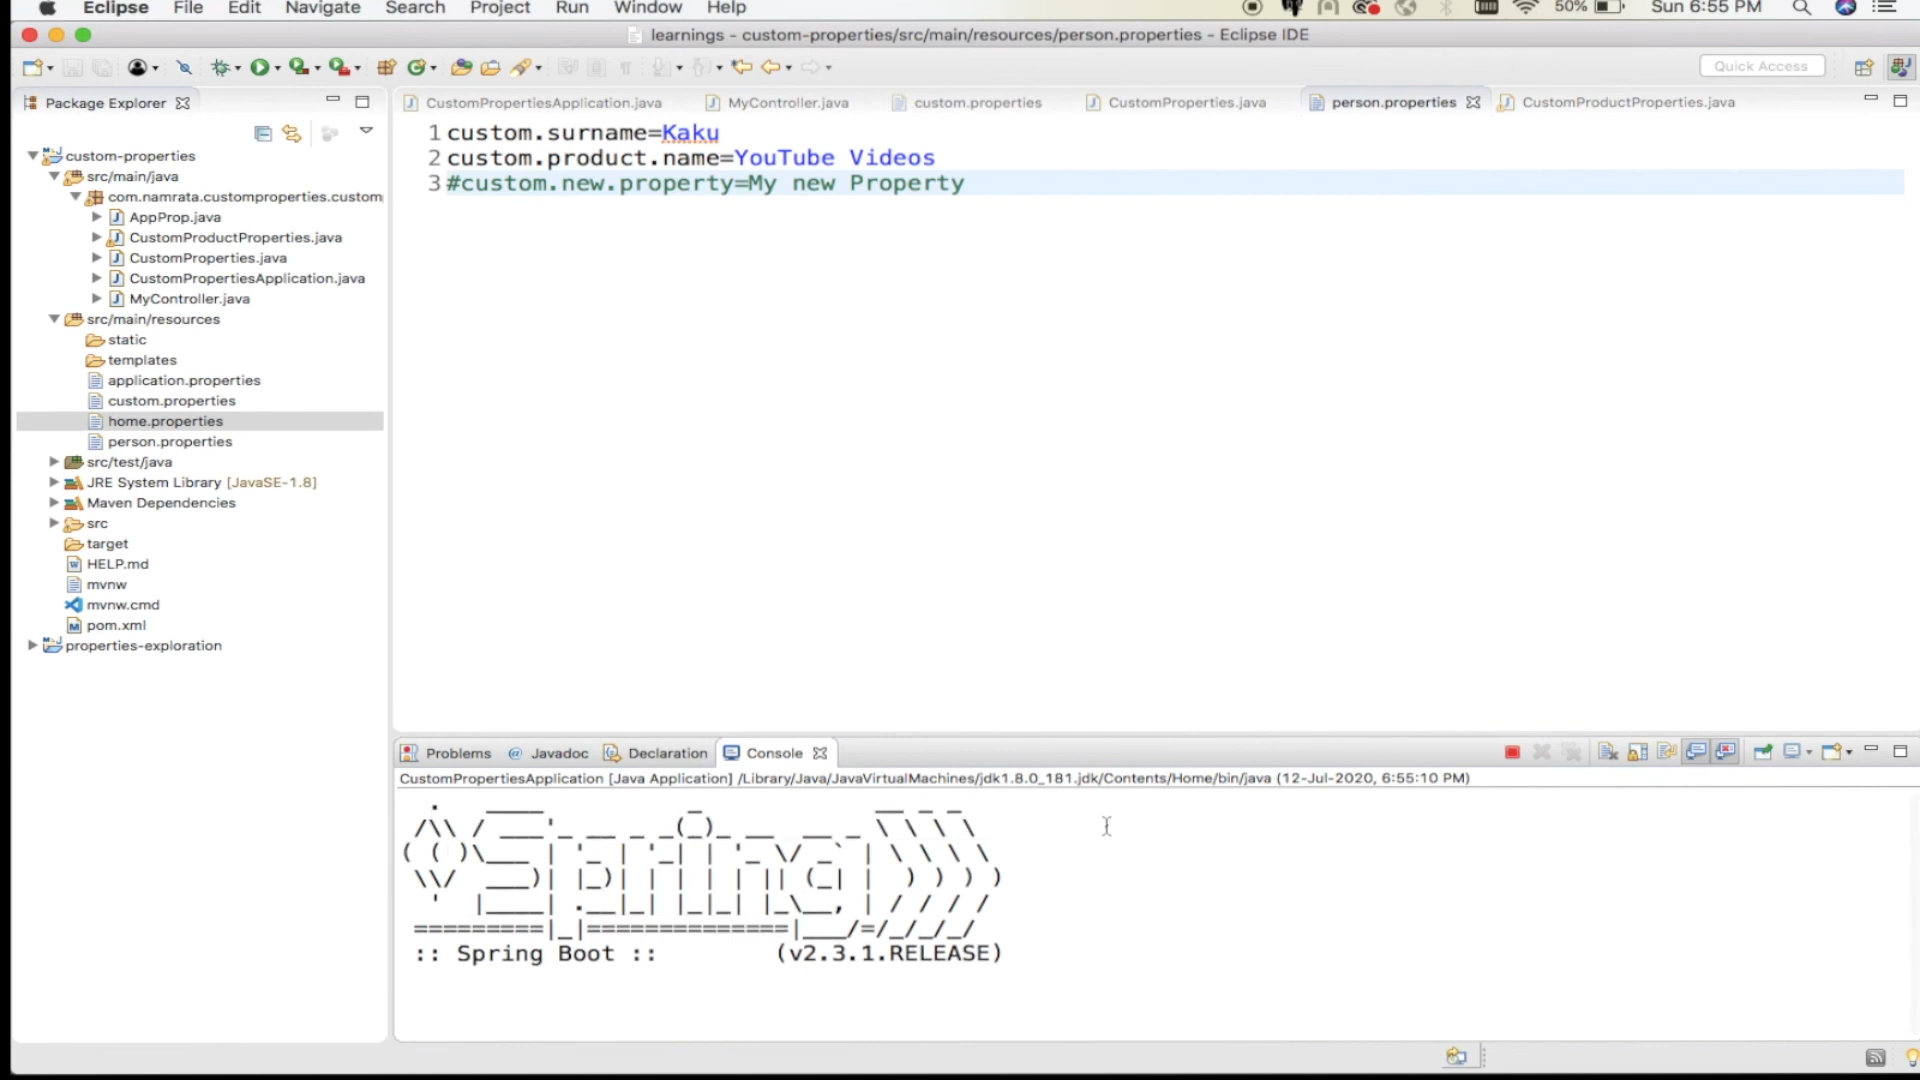 Eclipse File Edit Navigate Search Project Run Window Help 50% Sun 6:55 PM
learnings - custom-properties/src/main/resources/person.properties - Eclipse IDE
Quick Access
Package Explorer
CustomPropertiesApplication.java MyController.java custom.properties CustomProperties.java person.properties CustomProductProperties.java
custom-properties
src/main/java
com.namrata.customproperties.custom
AppProp.java
CustomProductProperties.java
CustomProperties.java
CustomPropertiesApplication.java
MyController.java
src/main/resources
static
templates
application.properties
custom.properties
home.properties
person.properties
src/test/java
JRE System Library [JavaSE-1.8]
Maven Dependencies
src
target
HELP.md
mvnw
mvnw.cmd
pom.xml
properties-exploration
1 custom.surname=Kaku
2 custom.product.name=YouTube Videos
3 #custom.new.property=My new Property
Problems @ Javadoc Declaration Console
CustomPropertiesApplication [Java Application] /Library/Java/JavaVirtualMachines/jdk1.8.0_181.jdk/Contents/Home/bin/java (12-Jul-2020, 6:55:10 PM)
Spring
:: Spring Boot :: (v2.3.1.RELEASE)